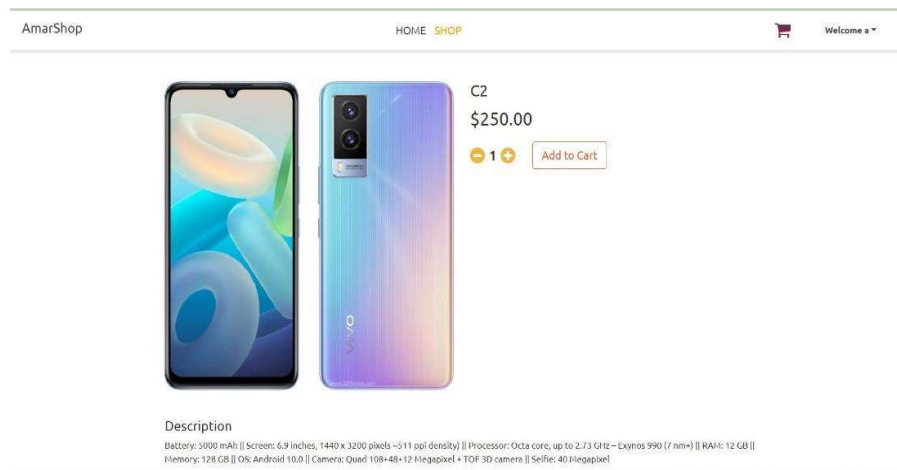 AmarShop
HOME SHOP
Welcome a
C2
$250.00
1
Add to Cart
vivo
Description
Battery: 5000 mAh || Screen: 6.9 inches, 1440 x 3200 pixels ~511 ppi density) || Processor: Octa core, up to 2.73 GHz – Exynos 990 (7 nm+) || RAM: 12 GB ||
Memory: 128 GB || OS: Android 10.0 || Camera: Quad 108+48+12 Megapixel + TOF 3D camera || Selfie: 40 Megapixel